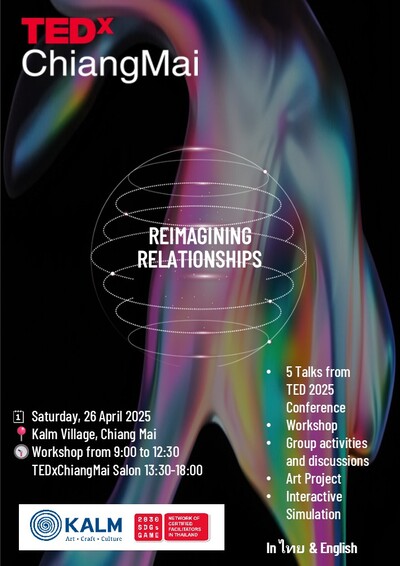 TEDx
ChiangMai
REIMAGINING
RELATIONSHIPS
• 5 Talks from
TED 2025
Conference
• Workshop
• Group activities
and discussions
• Art Project
• Interactive
Simulation
Saturday, 26 April 2025
Kalm Village, Chiang Mai
Workshop from 9:00 to 12:30
TEDxChiangMai Salon 13:30-18:00
KALM
Art • Craft • Culture
2030
SDGs
GAME
NETWORK OF
CERTIFIED
FACILITATORS
IN THAILAND
In ไทย & English